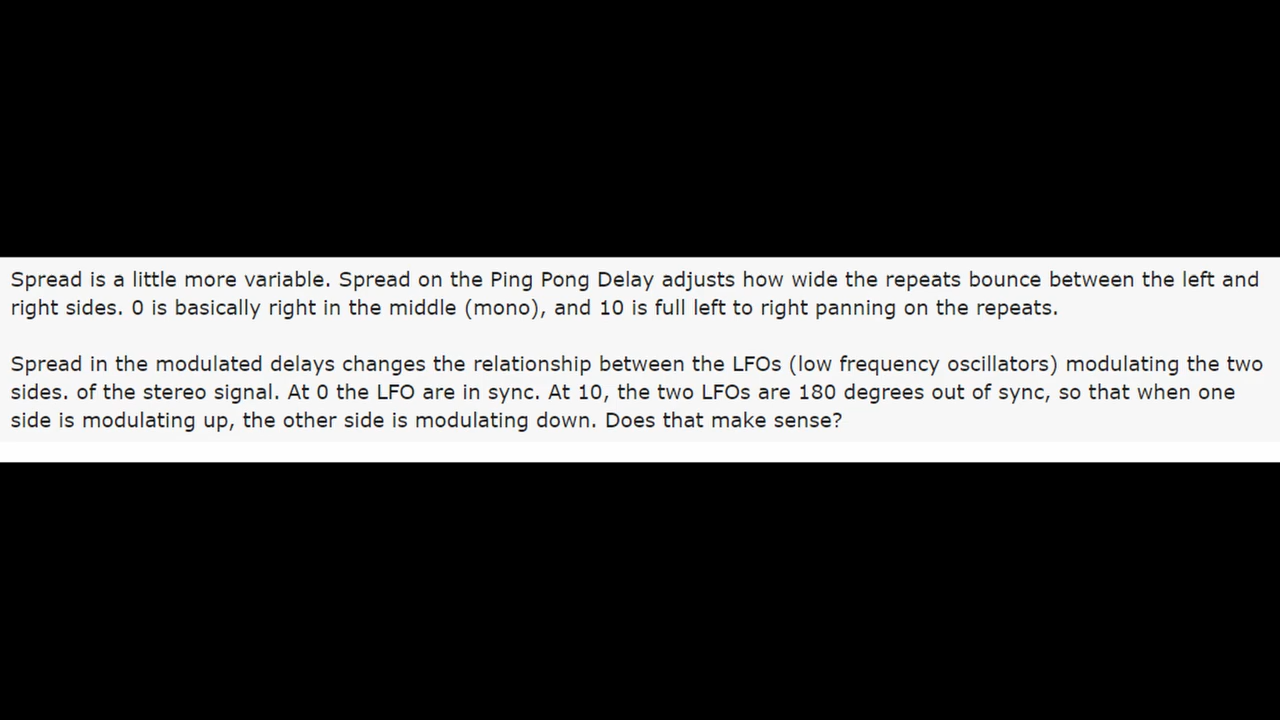 Spread is a little more variable. Spread on the Ping Pong Delay adjusts how wide the repeats bounce between the left and
right sides. 0 is basically right in the middle (mono), and 10 is full left to right panning on the repeats.
Spread in the modulated delays changes the relationship between the LFOs (low frequency oscillators) modulating the two
sides. of the stereo signal. At 0 the LFO are in sync. At 10, the two LFOs are 180 degrees out of sync, so that when one
side is modulating up, the other side is modulating down. Does that make sense?